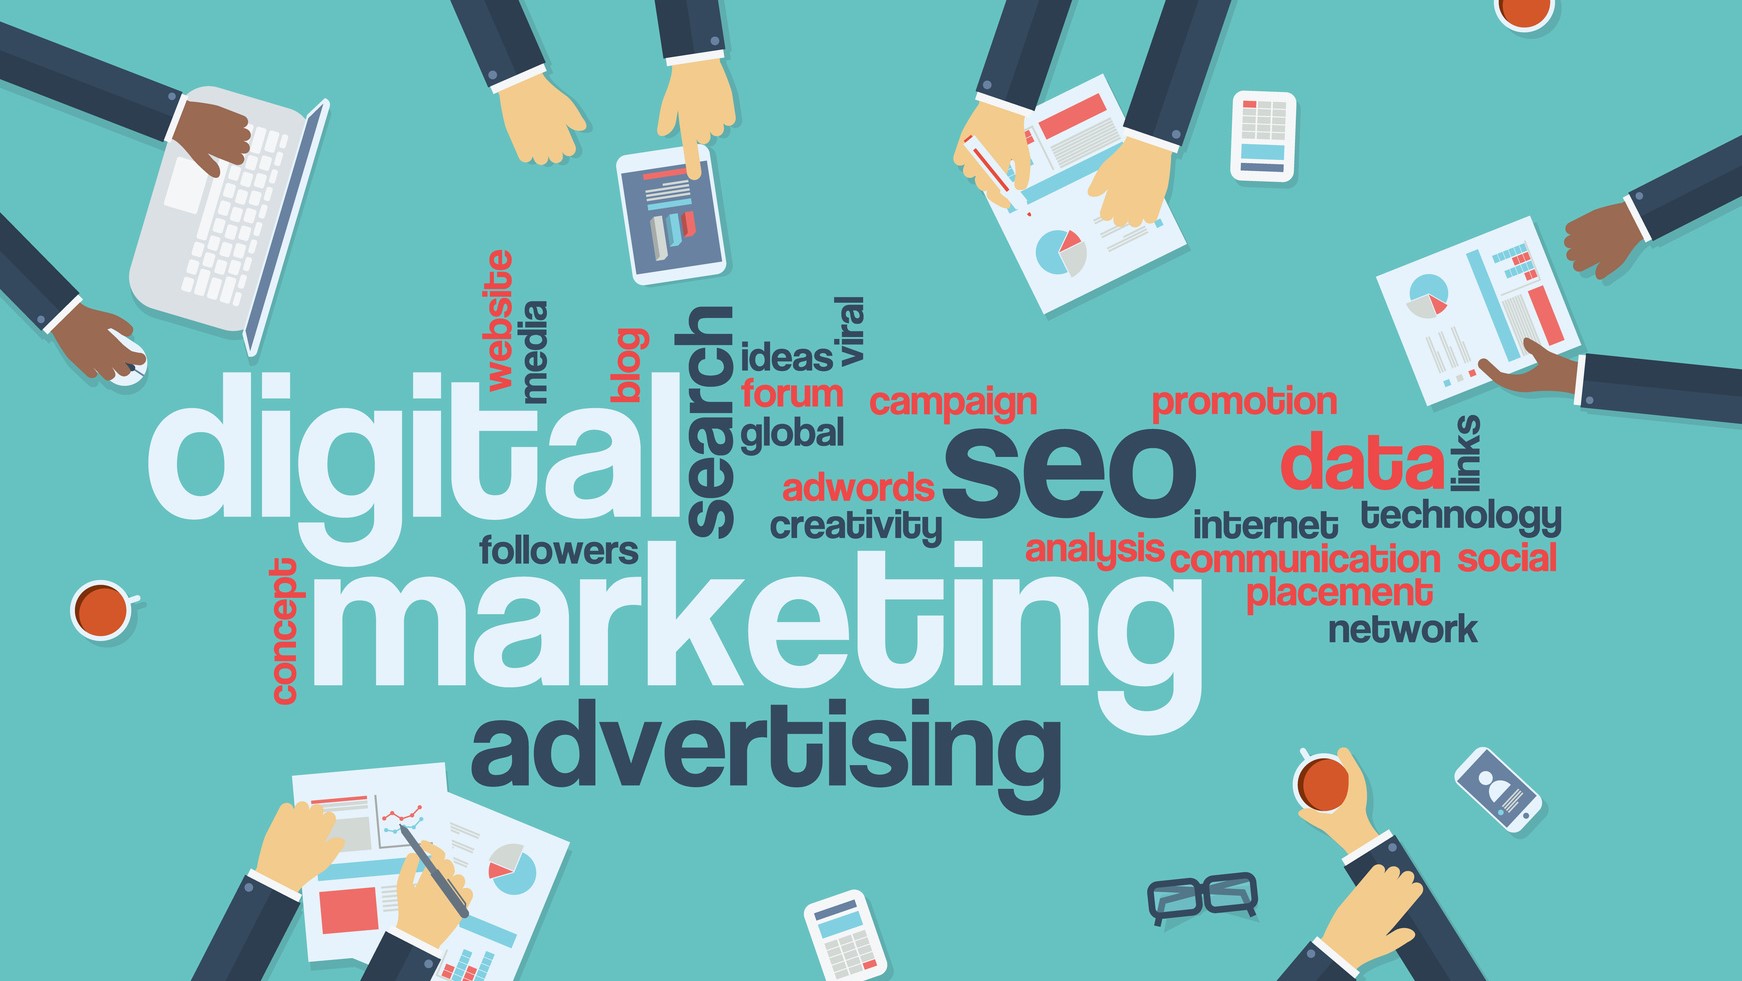 website
media
blog
search
ideas
viral
forum
global
campaign
promotion
digital
seo
data
links
adwords
creativity
internet
technology
followers
analysis
communication
social
placement
network
concept
marketing
advertising